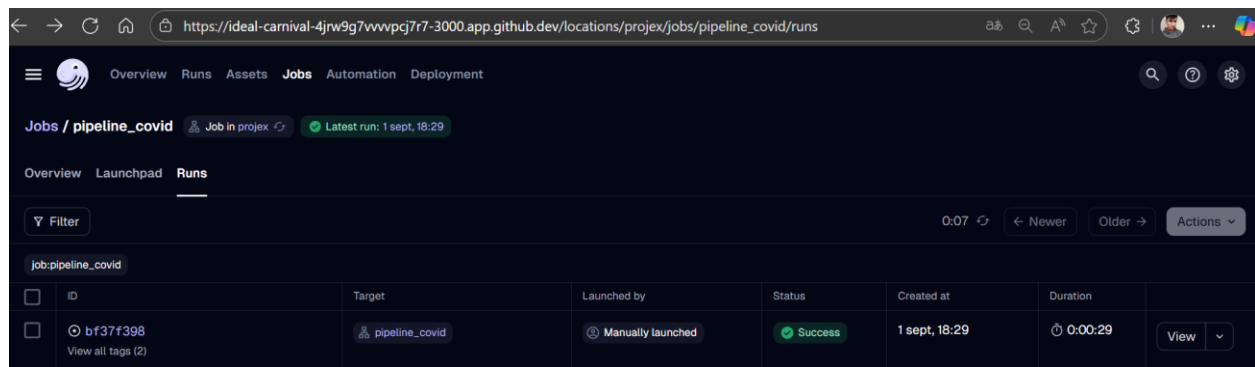 https://ideal-carnival-4jrw9g7vvvvpcj7r7-3000.app.github.dev/locations/projex/jobs/pipeline_covid/runs
Overview Runs Assets Jobs Automation Deployment
Jobs / pipeline_covid Job in projex Latest run: 1 sept, 18:29
Overview Launchpad Runs
Filter 0:07 ← Newer Older → Actions
job:pipeline_covid
ID Target Launched by Status Created at Duration
bf37f398 pipeline_covid Manually launched Success 1 sept, 18:29 0:00:29 View
View all tags (2)